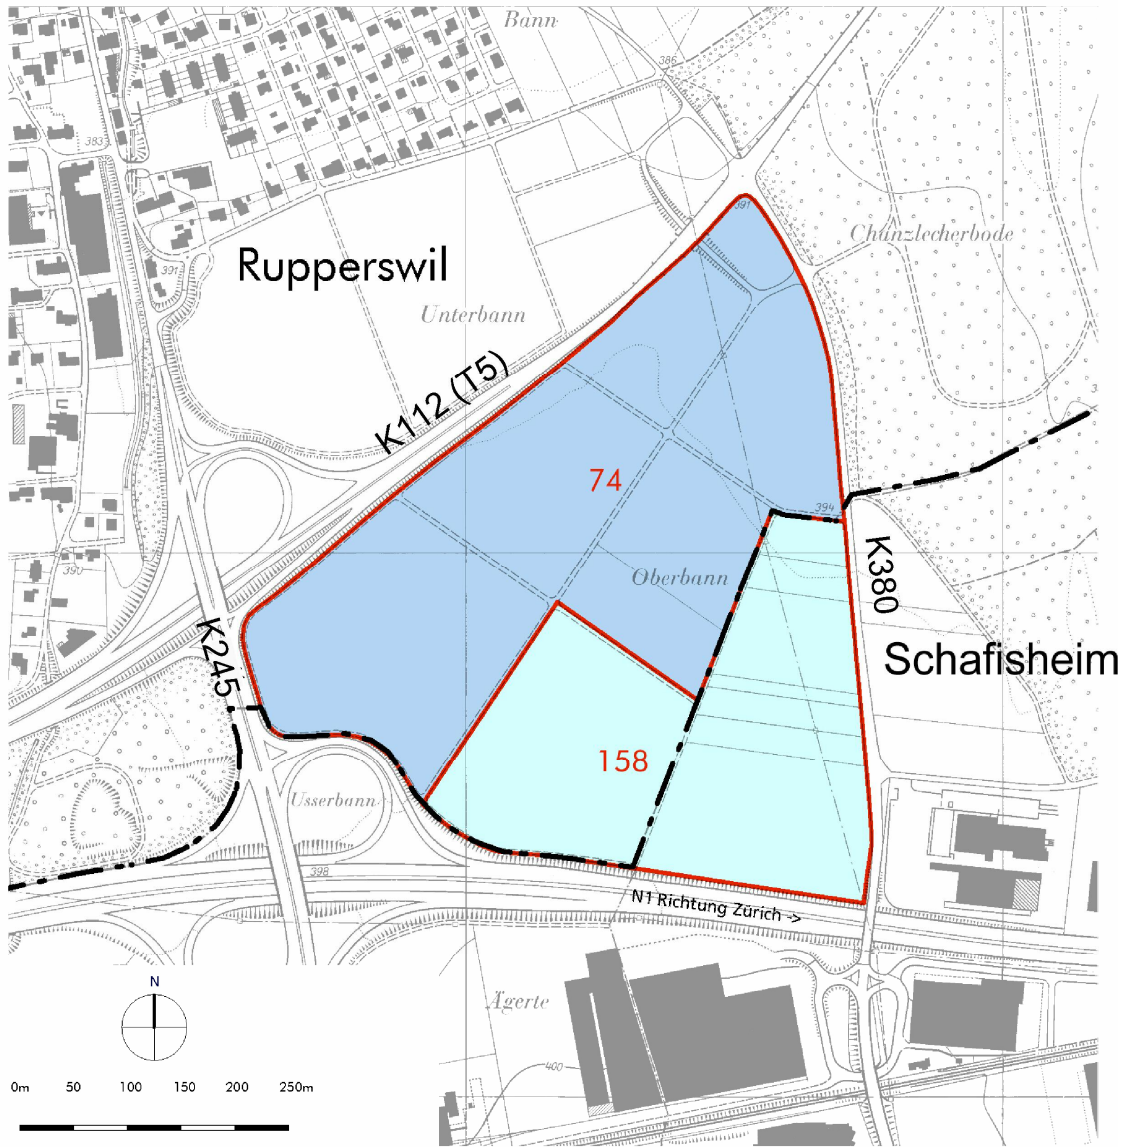 Bann
386
383
391
Chünzlecherbode
Rupperswil
391
Unterbann
K112 (T5)
74
394
K380
390
Oberbann
K245
Schafisheim
158
Usserbann
398
N1 Richtung Zürich ->
N
Ägerte
400
0m 50 100 150 200 250m